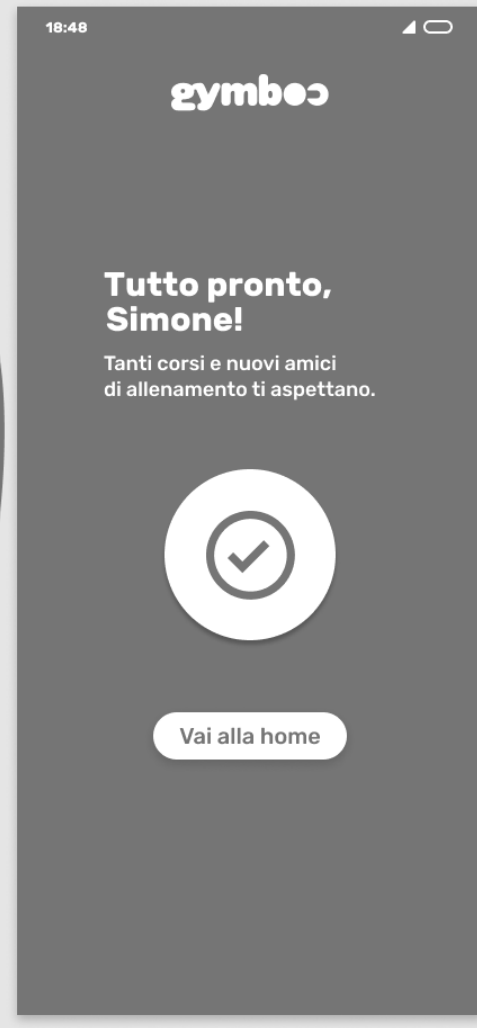 18:48
gymboo
Tutto pronto,
Simone!
Tanti corsi e nuovi amici
di allenamento ti aspettano.
Vai alla home